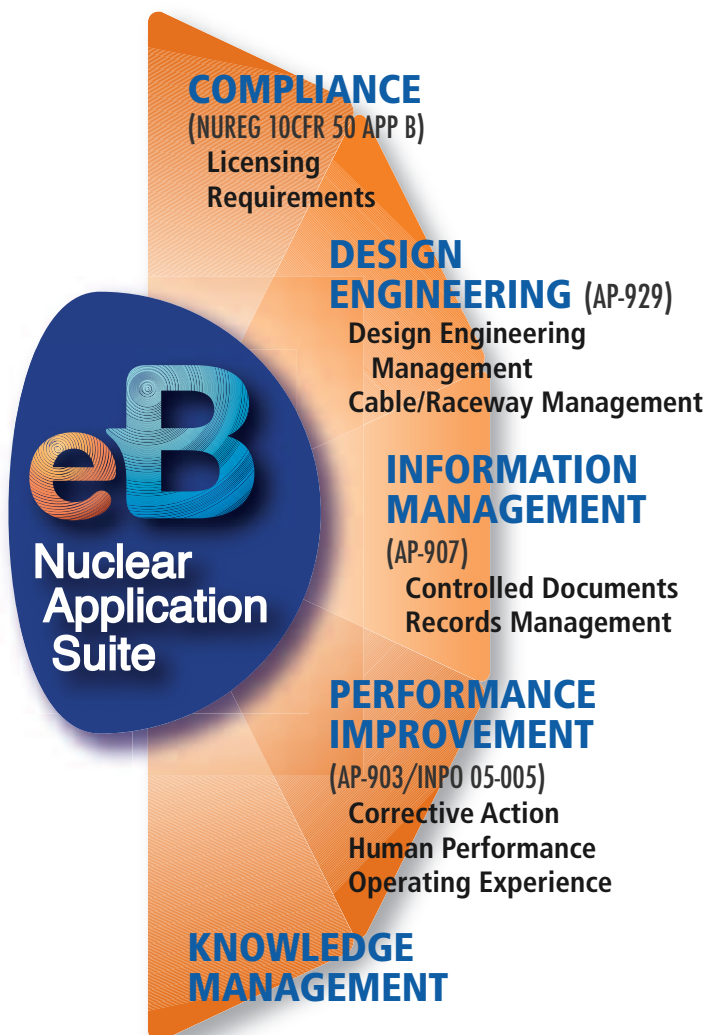 COMPLIANCE
(NUREG 10CFR 50 APP B)
Licensing
Requirements
DESIGN
ENGINEERING (AP-929)
Design Engineering
Management
Cable/Raceway Management
eB
Nuclear
Application
Suite
INFORMATION
MANAGEMENT
(AP-907)
Controlled Documents
Records Management
PERFORMANCE
IMPROVEMENT
(AP-903/INPO 05-005)
Corrective Action
Human Performance
Operating Experience
KNOWLEDGE
MANAGEMENT